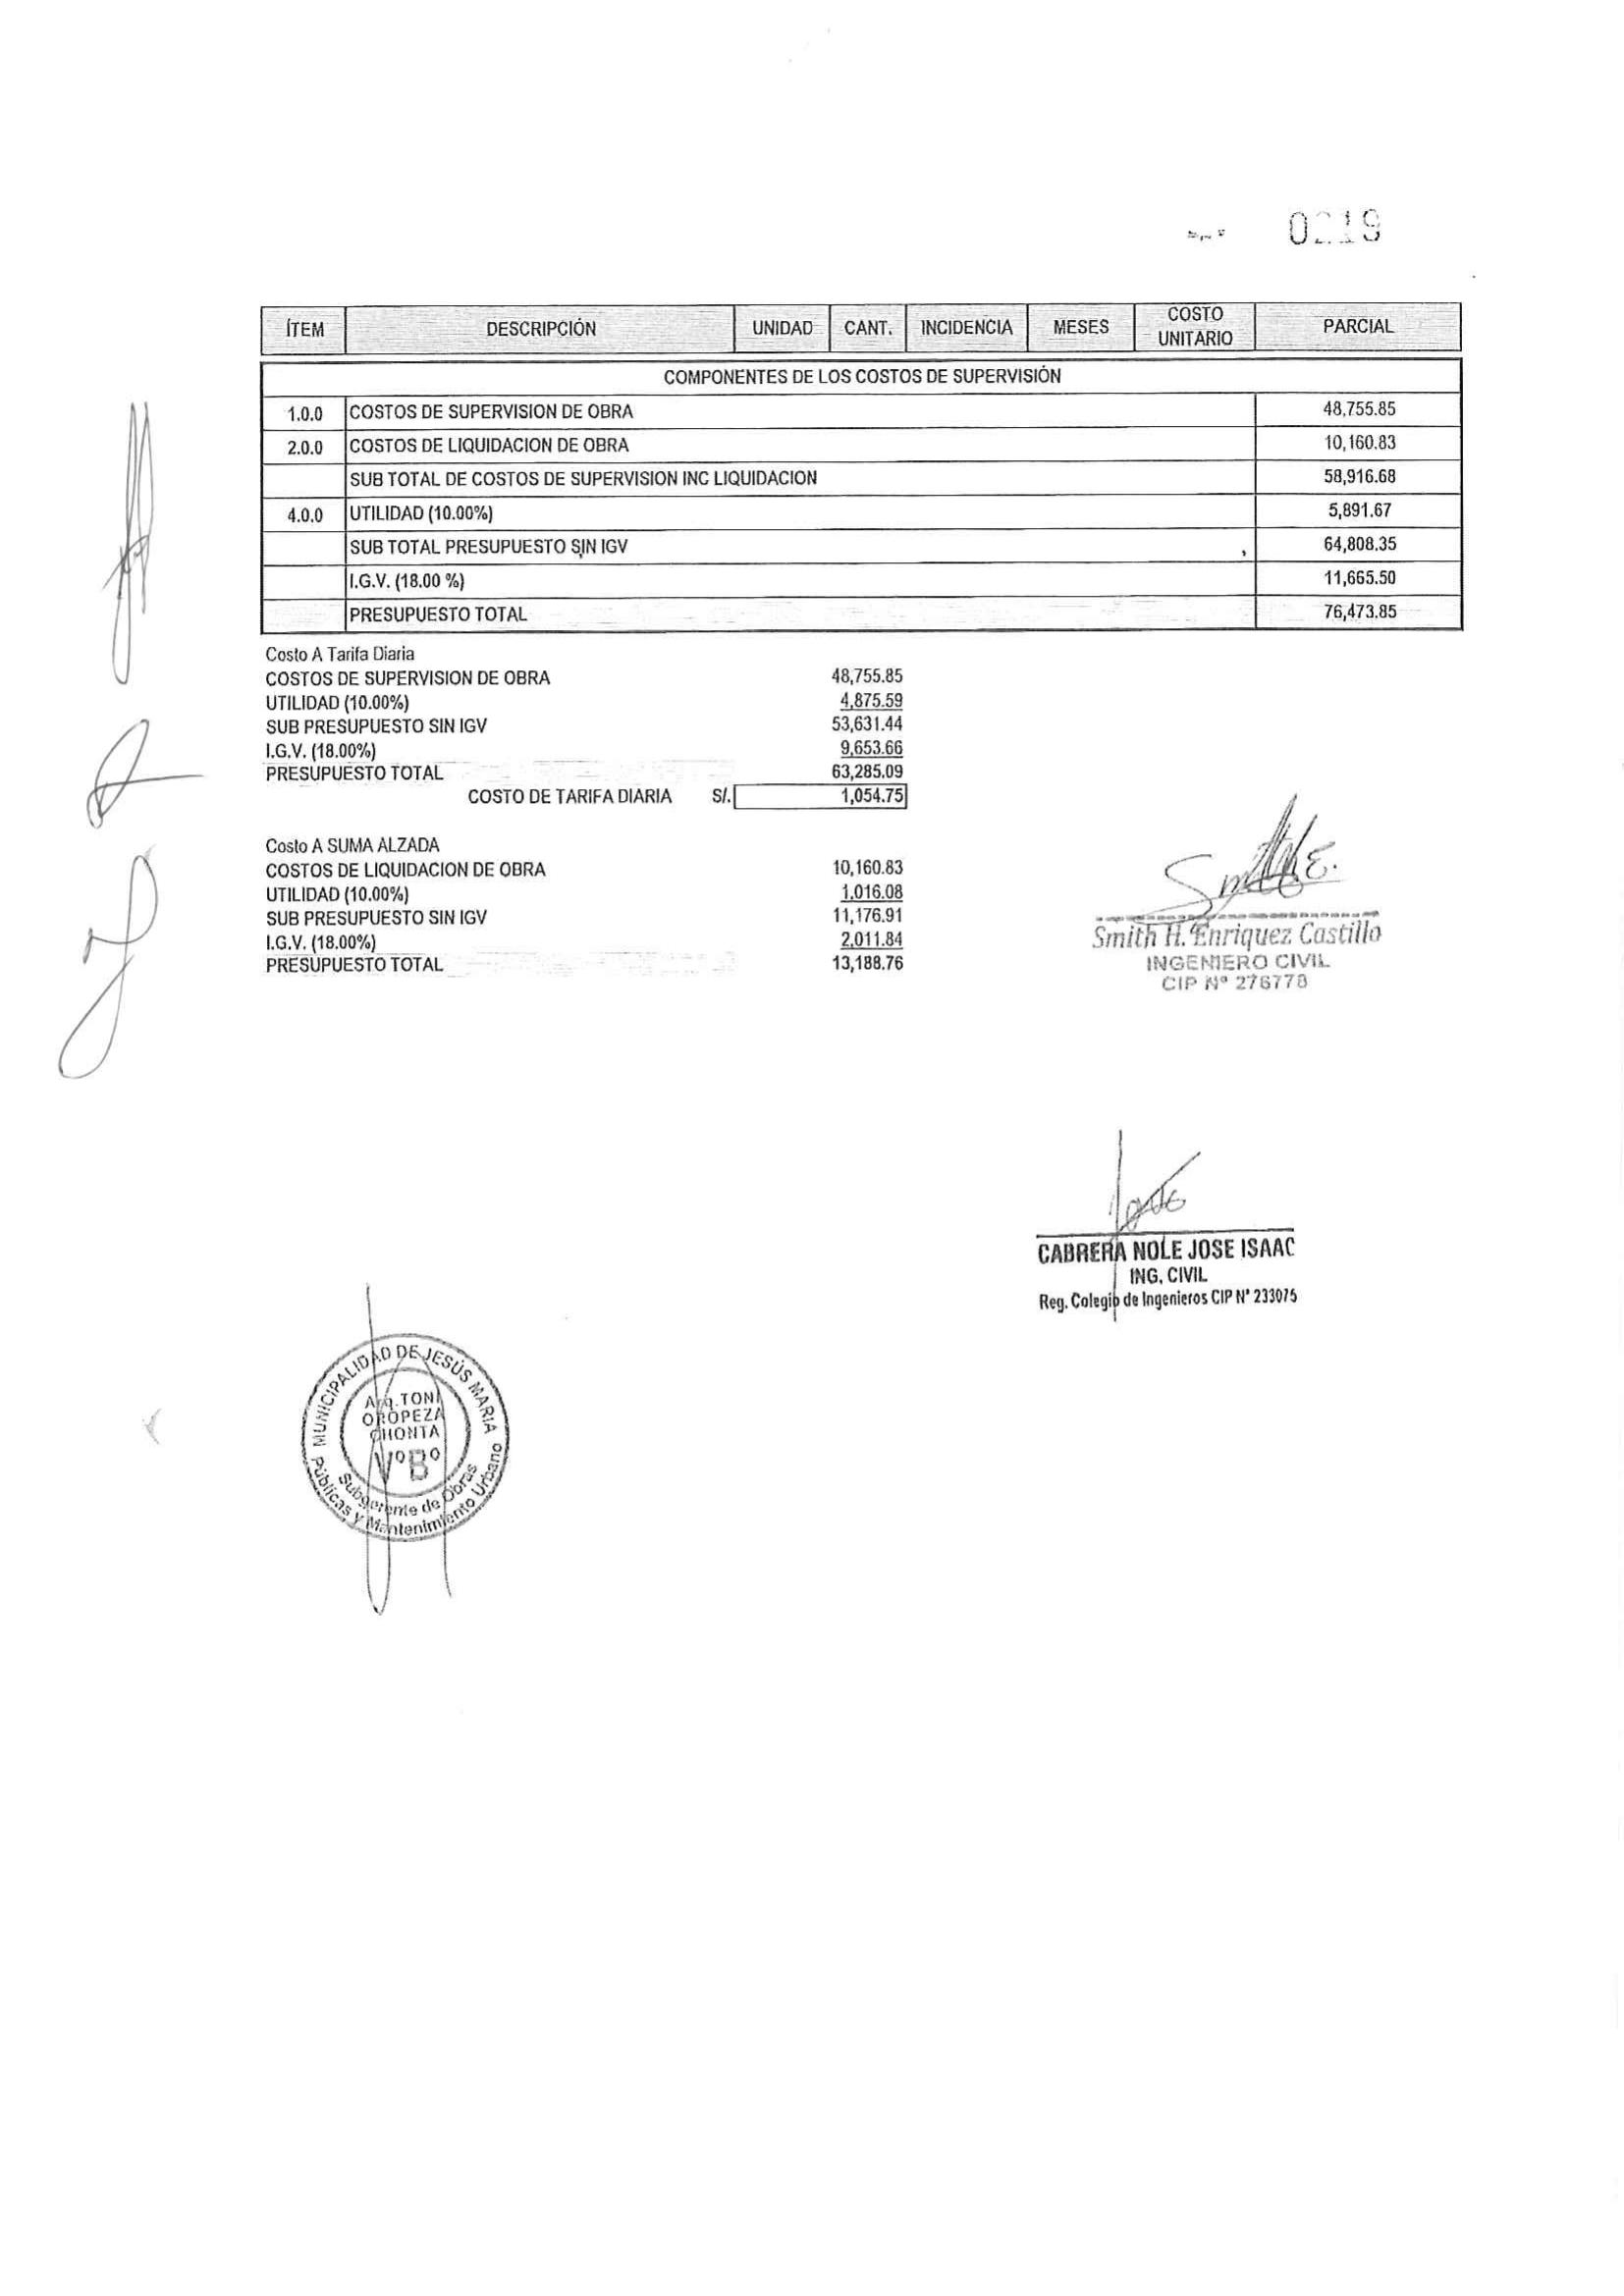 0219
ÍTEM DESCRIPCIÓN UNIDAD CANT. INCIDENCIA MESES COSTO UNITARIO PARCIAL
COMPONENTES DE LOS COSTOS DE SUPERVISIÓN
1.0.0 COSTOS DE SUPERVISION DE OBRA 48,755.85
2.0.0 COSTOS DE LIQUIDACION DE OBRA 10,160.83
SUB TOTAL DE COSTOS DE SUPERVISION INC LIQUIDACION 58,916.68
4.0.0 UTILIDAD (10.00%) 5,891.67
SUB TOTAL PRESUPUESTO SIN IGV 64,808.35
I.G.V. (18.00 %) 11,665.50
PRESUPUESTO TOTAL 76,473.85
Costo A Tarifa Diaria
COSTOS DE SUPERVISION DE OBRA 48,755.85
UTILIDAD (10.00%) 4,875.59
SUB PRESUPUESTO SIN IGV 53,631.44
I.G.V. (18.00%) 9,653.66
PRESUPUESTO TOTAL 63,285.09
COSTO DE TARIFA DIARIA S/. 1,054.75
Costo A SUMA ALZADA
COSTOS DE LIQUIDACION DE OBRA 10,160.83
UTILIDAD (10.00%) 1,016.08
SUB PRESUPUESTO SIN IGV 11,176.91
I.G.V. (18.00%) 2,011.84
PRESUPUESTO TOTAL 13,188.76
Smith H. Enriquez Castillo
INGENIERO CIVIL
CIP Nº 276778
CABRERA NOLE JOSE ISAAC
ING. CIVIL
Reg. Colegio de Ingenieros CIP N° 233075
MUNICIPALIDAD DE JESÚS MARIA
Arq. TONI
OROPEZA
CHONTA
VºBº
Subgerente de Obras
Públicas y Mantenimiento Urbano